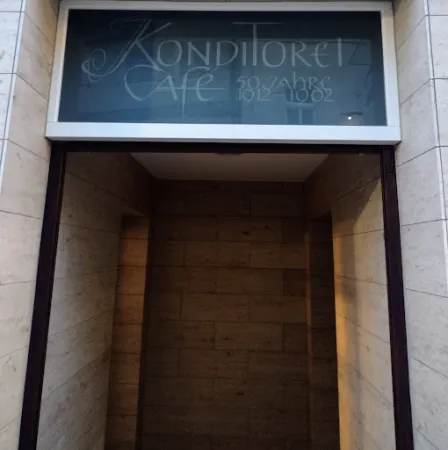 KONDITOREI
CAFÉ 50 JAHRE
1912-1962